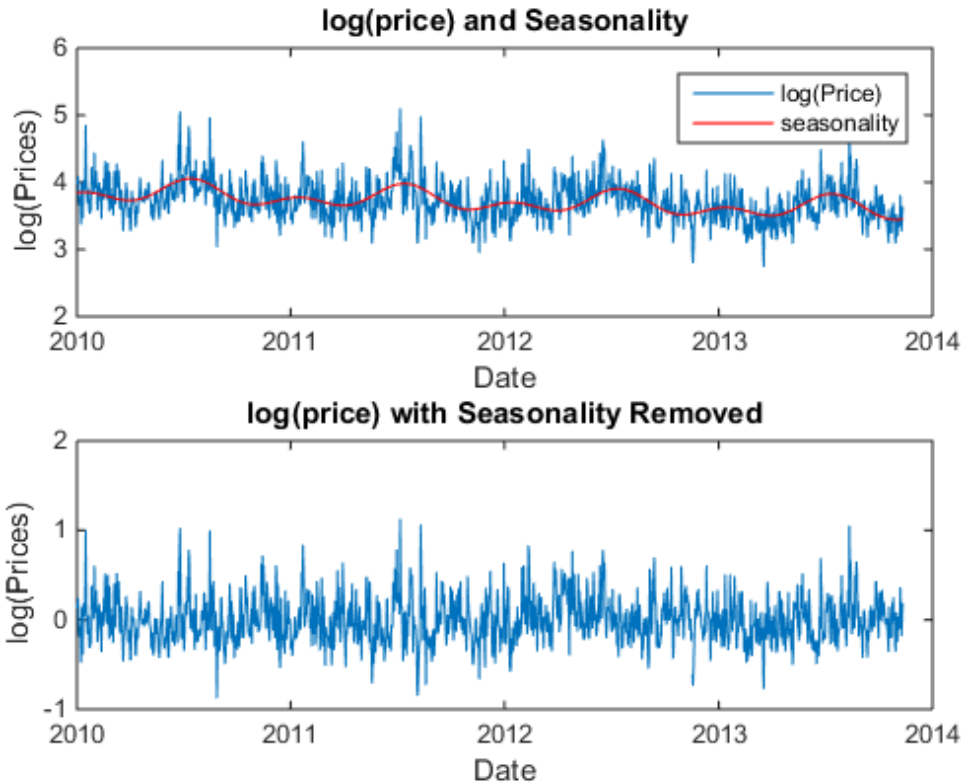 log(price) and Seasonality
log(Prices)
6
5
4
3
2
log(Price)
seasonality
2010
2011
2012
2013
2014
Date
log(price) with Seasonality Removed
log(Prices)
2
1
0
-1
2010
2011
2012
2013
2014
Date